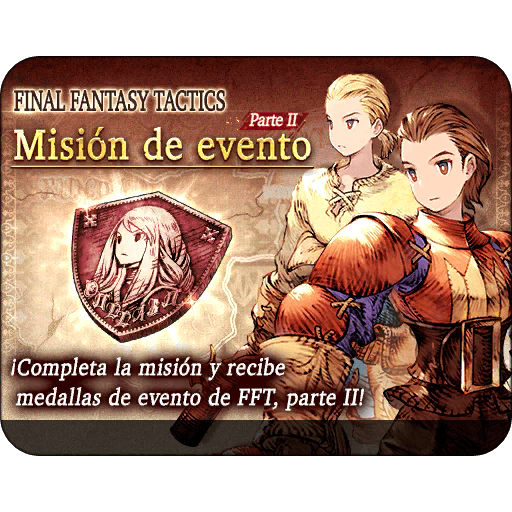 FINAL FANTASY TACTICS
Parte II
Misión de evento
¡Completa la misión y recibe
medallas de evento de FFT, parte II!